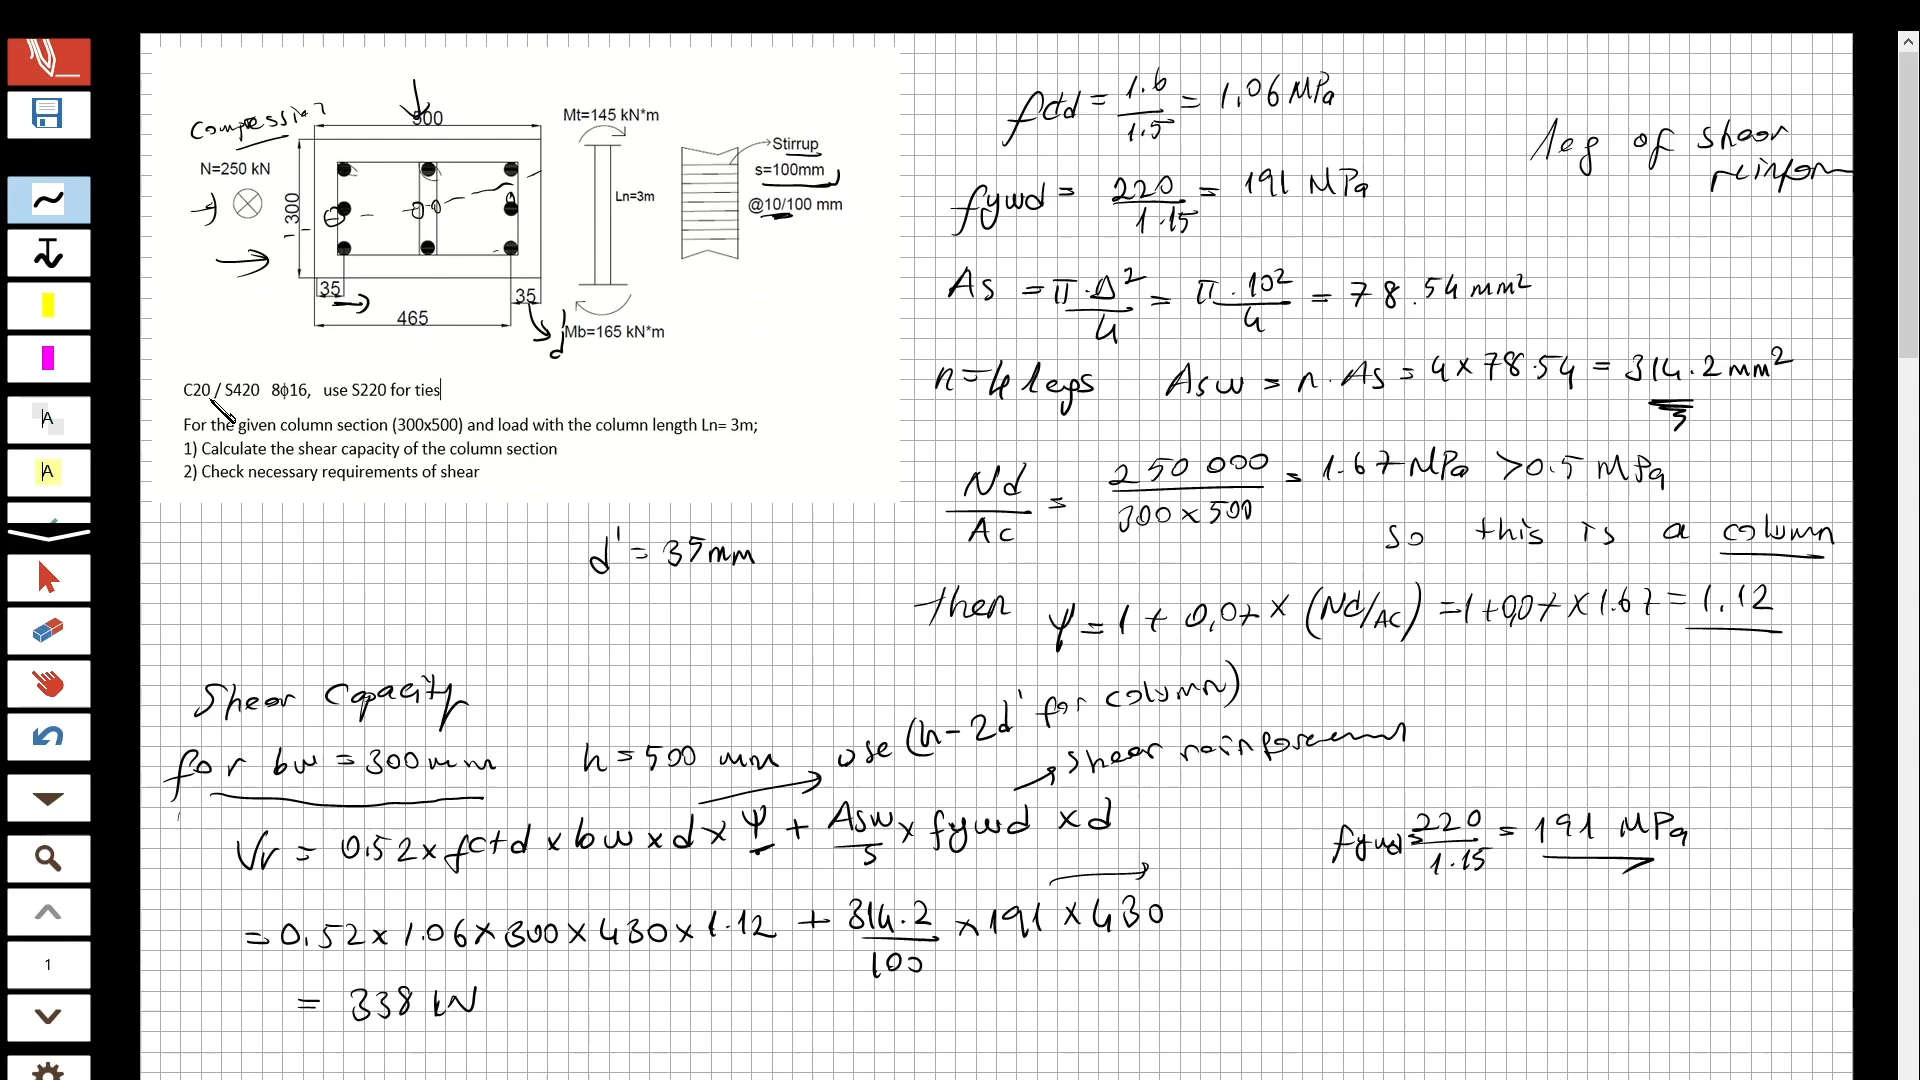 compression
500
N=250 kN
300
35
35
465
d'
Mt=145 kN*m
Ln=3m
Mb=165 kN*m
Stirrup
s=100mm
@10/100 mm
C20 / S420   8ϕ16,   use S220 for ties
For the given column section (300x500) and load with the column length Ln= 3m;
1) Calculate the shear capacity of the column section
2) Check necessary requirements of shear
d' = 35mm
fctd = 1.6/1.5 = 1.06 MPa
leg of shear
reinfor
fywd = 220/1.15 = 191 MPa
As = π.D²/4 = π.10²/4 = 78.54 mm²
n=4 legs   Asw = n.As = 4x78.54 = 314.2mm²
Nd/Ac = 250 000/300x500 = 1.67 MPa >0.5 MPa
so this is a column
then ψ = 1 + 0,07 x (Nd/Ac) = 1+0,07x1.67 = 1.12
Shear Capacity
for bw = 300mm   h = 500 mm   use (h-2d' for column)
shear reinforcement
Vr = 0.52 x fctd x bw x d x ψ + Asw/s x fywd x d
fywd = 220/1.15 = 191 MPa
= 0.52 x 1.06 x 300 x 430 x 1.12 + 314.2/100 x 191 x 430
= 338 kN
A
A
1